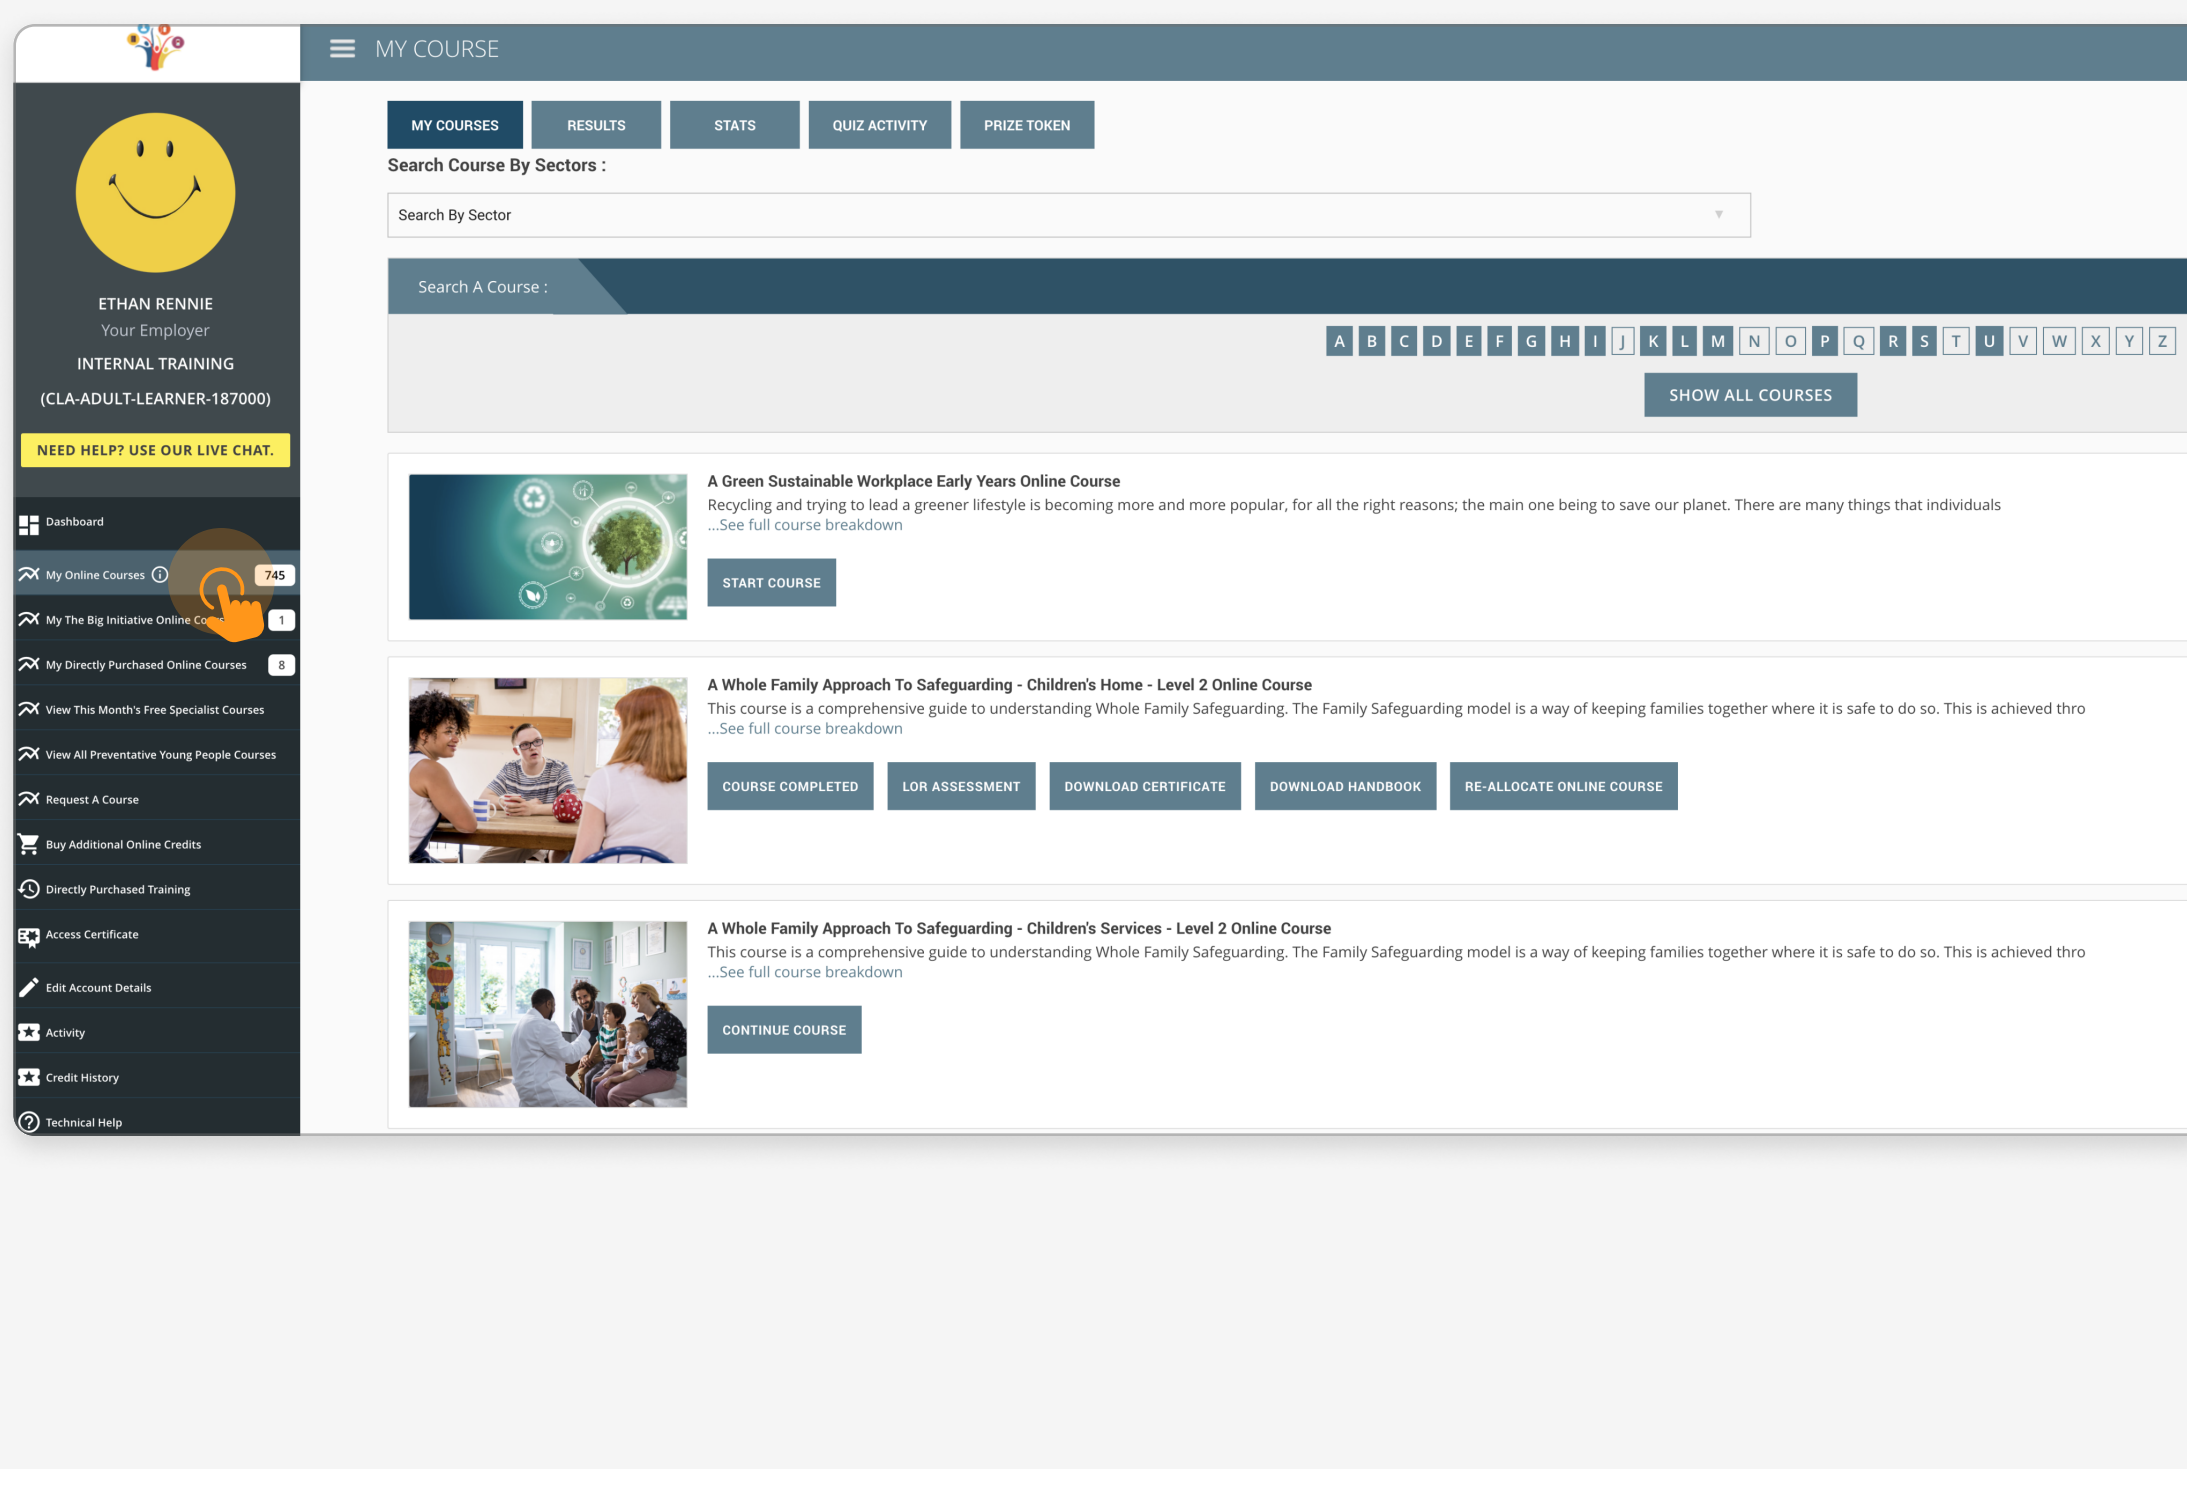 MY COURSE
ETHAN RENNIE
Your Employer
INTERNAL TRAINING
(CLA-ADULT-LEARNER-187000)
NEED HELP? USE OUR LIVE CHAT.
Dashboard
My Online Courses 745
My The Big Initiative Online 1
My Directly Purchased Online Courses 8
View This Month's Free Specialist Courses
View All Preventative Young People Courses
Request A Course
Buy Additional Online Credits
Directly Purchased Training
Access Certificate
Edit Account Details
Activity
Credit History
Technical Help
MY COURSES RESULTS STATS QUIZ ACTIVITY PRIZE TOKEN
Search Course By Sectors :
Search By Sector
Search A Course :
A B C D E F G H I J K L M N O P Q R S T U V W X Y Z
SHOW ALL COURSES
A Green Sustainable Workplace Early Years Online Course
Recycling and trying to lead a greener lifestyle is becoming more and more popular, for all the right reasons; the main one being to save our planet. There are many things that individuals
...See full course breakdown
START COURSE
A Whole Family Approach To Safeguarding - Children's Home - Level 2 Online Course
This course is a comprehensive guide to understanding Whole Family Safeguarding. The Family Safeguarding model is a way of keeping families together where it is safe to do so. This is achieved thro
...See full course breakdown
COURSE COMPLETED LOR ASSESSMENT DOWNLOAD CERTIFICATE DOWNLOAD HANDBOOK RE-ALLOCATE ONLINE COURSE
A Whole Family Approach To Safeguarding - Children's Services - Level 2 Online Course
This course is a comprehensive guide to understanding Whole Family Safeguarding. The Family Safeguarding model is a way of keeping families together where it is safe to do so. This is achieved thro
...See full course breakdown
CONTINUE COURSE